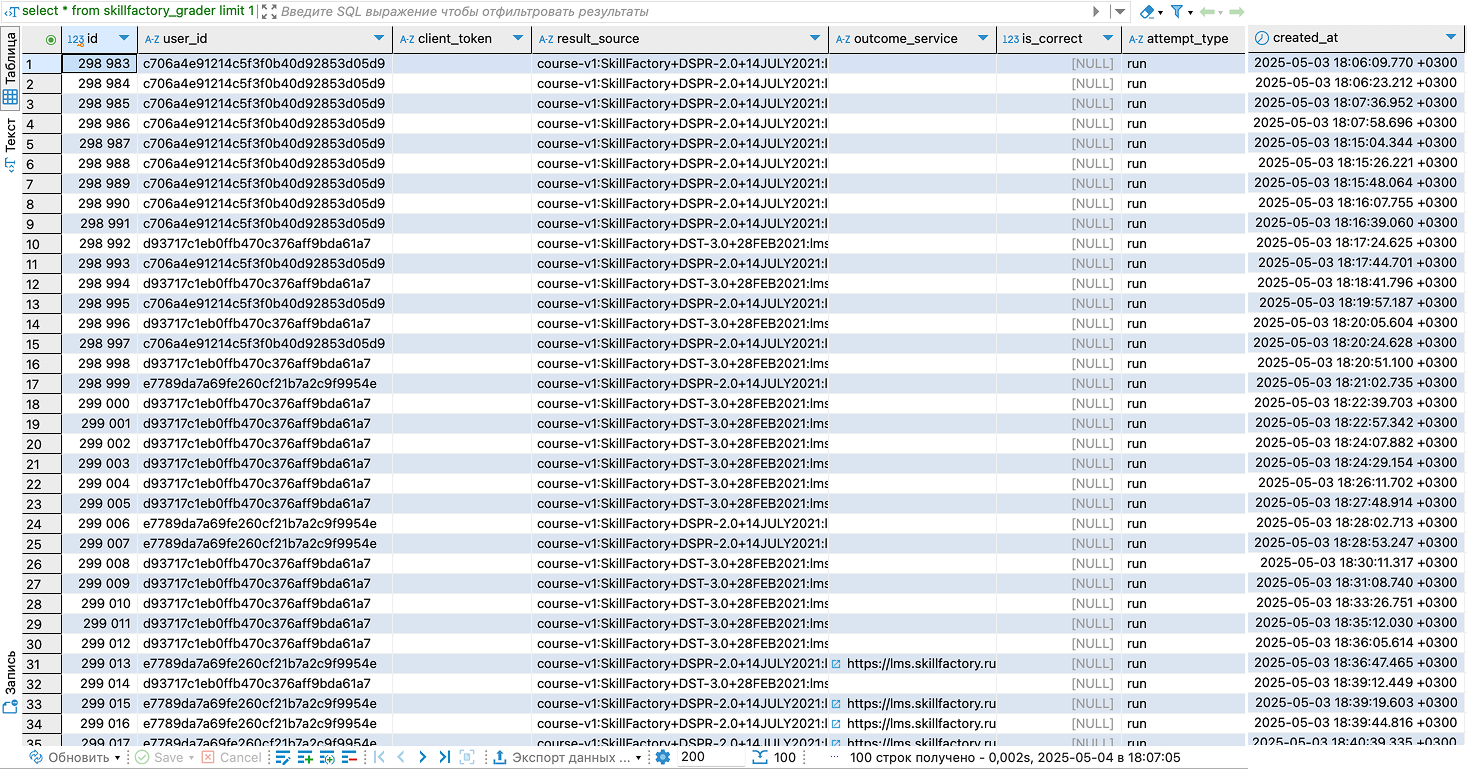 select * from skillfactory_grader limit 1 Введите SQL выражение чтобы отфильтровать результаты
Таблица
Текст
Запись
123 id A-Z user_id A-Z client_token A-Z result_source A-Z outcome_service 123 is_correct A-Z attempt_type created_at
1 298 983 c706a4e91214c5f3f0b40d92853d05d9 course-v1:SkillFactory+DSPR-2.0+14JULY2021:l [NULL] run 2025-05-03 18:06:09.770 +0300
2 298 984 c706a4e91214c5f3f0b40d92853d05d9 course-v1:SkillFactory+DSPR-2.0+14JULY2021:l [NULL] run 2025-05-03 18:06:23.212 +0300
3 298 985 c706a4e91214c5f3f0b40d92853d05d9 course-v1:SkillFactory+DSPR-2.0+14JULY2021:l [NULL] run 2025-05-03 18:07:36.952 +0300
4 298 986 c706a4e91214c5f3f0b40d92853d05d9 course-v1:SkillFactory+DSPR-2.0+14JULY2021:l [NULL] run 2025-05-03 18:07:58.696 +0300
5 298 987 c706a4e91214c5f3f0b40d92853d05d9 course-v1:SkillFactory+DSPR-2.0+14JULY2021:l [NULL] run 2025-05-03 18:15:04.344 +0300
6 298 988 c706a4e91214c5f3f0b40d92853d05d9 course-v1:SkillFactory+DSPR-2.0+14JULY2021:l [NULL] run 2025-05-03 18:15:26.221 +0300
7 298 989 c706a4e91214c5f3f0b40d92853d05d9 course-v1:SkillFactory+DSPR-2.0+14JULY2021:l [NULL] run 2025-05-03 18:15:48.064 +0300
8 298 990 c706a4e91214c5f3f0b40d92853d05d9 course-v1:SkillFactory+DSPR-2.0+14JULY2021:l [NULL] run 2025-05-03 18:16:07.755 +0300
9 298 991 c706a4e91214c5f3f0b40d92853d05d9 course-v1:SkillFactory+DSPR-2.0+14JULY2021:l [NULL] run 2025-05-03 18:16:39.060 +0300
10 298 992 d93717c1eb0ffb470c376aff9bda61a7 course-v1:SkillFactory+DST-3.0+28FEB2021:lms [NULL] run 2025-05-03 18:17:24.625 +0300
11 298 993 c706a4e91214c5f3f0b40d92853d05d9 course-v1:SkillFactory+DSPR-2.0+14JULY2021:l [NULL] run 2025-05-03 18:17:44.701 +0300
12 298 994 d93717c1eb0ffb470c376aff9bda61a7 course-v1:SkillFactory+DST-3.0+28FEB2021:lms [NULL] run 2025-05-03 18:18:41.796 +0300
13 298 995 c706a4e91214c5f3f0b40d92853d05d9 course-v1:SkillFactory+DSPR-2.0+14JULY2021:l [NULL] run 2025-05-03 18:19:57.187 +0300
14 298 996 d93717c1eb0ffb470c376aff9bda61a7 course-v1:SkillFactory+DST-3.0+28FEB2021:lms [NULL] run 2025-05-03 18:20:05.604 +0300
15 298 997 c706a4e91214c5f3f0b40d92853d05d9 course-v1:SkillFactory+DSPR-2.0+14JULY2021:l [NULL] run 2025-05-03 18:20:24.628 +0300
16 298 998 d93717c1eb0ffb470c376aff9bda61a7 course-v1:SkillFactory+DST-3.0+28FEB2021:lms [NULL] run 2025-05-03 18:20:51.100 +0300
17 298 999 e7789da7a69fe260cf21b7a2c9f9954e course-v1:SkillFactory+DSPR-2.0+14JULY2021:l [NULL] run 2025-05-03 18:21:02.735 +0300
18 299 000 d93717c1eb0ffb470c376aff9bda61a7 course-v1:SkillFactory+DST-3.0+28FEB2021:lms [NULL] run 2025-05-03 18:22:39.703 +0300
19 299 001 d93717c1eb0ffb470c376aff9bda61a7 course-v1:SkillFactory+DST-3.0+28FEB2021:lms [NULL] run 2025-05-03 18:22:57.342 +0300
20 299 002 d93717c1eb0ffb470c376aff9bda61a7 course-v1:SkillFactory+DST-3.0+28FEB2021:lms [NULL] run 2025-05-03 18:24:07.882 +0300
21 299 003 d93717c1eb0ffb470c376aff9bda61a7 course-v1:SkillFactory+DST-3.0+28FEB2021:lms [NULL] run 2025-05-03 18:24:29.154 +0300
22 299 004 d93717c1eb0ffb470c376aff9bda61a7 course-v1:SkillFactory+DST-3.0+28FEB2021:lms [NULL] run 2025-05-03 18:26:11.702 +0300
23 299 005 d93717c1eb0ffb470c376aff9bda61a7 course-v1:SkillFactory+DST-3.0+28FEB2021:lms [NULL] run 2025-05-03 18:27:48.914 +0300
24 299 006 e7789da7a69fe260cf21b7a2c9f9954e course-v1:SkillFactory+DSPR-2.0+14JULY2021:l [NULL] run 2025-05-03 18:28:02.713 +0300
25 299 007 e7789da7a69fe260cf21b7a2c9f9954e course-v1:SkillFactory+DSPR-2.0+14JULY2021:l [NULL] run 2025-05-03 18:28:53.247 +0300
26 299 008 d93717c1eb0ffb470c376aff9bda61a7 course-v1:SkillFactory+DST-3.0+28FEB2021:lms [NULL] run 2025-05-03 18:30:11.317 +0300
27 299 009 d93717c1eb0ffb470c376aff9bda61a7 course-v1:SkillFactory+DST-3.0+28FEB2021:lms [NULL] run 2025-05-03 18:31:08.740 +0300
28 299 010 d93717c1eb0ffb470c376aff9bda61a7 course-v1:SkillFactory+DST-3.0+28FEB2021:lms [NULL] run 2025-05-03 18:33:26.751 +0300
29 299 011 d93717c1eb0ffb470c376aff9bda61a7 course-v1:SkillFactory+DST-3.0+28FEB2021:lms [NULL] run 2025-05-03 18:35:12.030 +0300
30 299 012 d93717c1eb0ffb470c376aff9bda61a7 course-v1:SkillFactory+DST-3.0+28FEB2021:lms [NULL] run 2025-05-03 18:36:05.614 +0300
31 299 013 e7789da7a69fe260cf21b7a2c9f9954e course-v1:SkillFactory+DSPR-2.0+14JULY2021:l https://lms.skillfactory.ru [NULL] run 2025-05-03 18:36:47.465 +0300
32 299 014 d93717c1eb0ffb470c376aff9bda61a7 course-v1:SkillFactory+DST-3.0+28FEB2021:lms [NULL] run 2025-05-03 18:39:12.449 +0300
33 299 015 e7789da7a69fe260cf21b7a2c9f9954e course-v1:SkillFactory+DSPR-2.0+14JULY2021:l https://lms.skillfactory.ru [NULL] run 2025-05-03 18:39:19.603 +0300
34 299 016 e7789da7a69fe260cf21b7a2c9f9954e course-v1:SkillFactory+DSPR-2.0+14JULY2021:l https://lms.skillfactory.ru [NULL] run 2025-05-03 18:39:44.816 +0300
35 299 017 e7789da7a69fe260cf21b7a2c9f9954e course-v1:SkillFactory+DSPR-2.0+14JULY2021:l https://lms.skillfactory.ru [NULL] run 2025-05-03 18:40:39.335 +0300
Обновить Save Cancel Экспорт данных ... 200 100 ... 100 строк получено - 0,002s, 2025-05-04 в 18:07:05